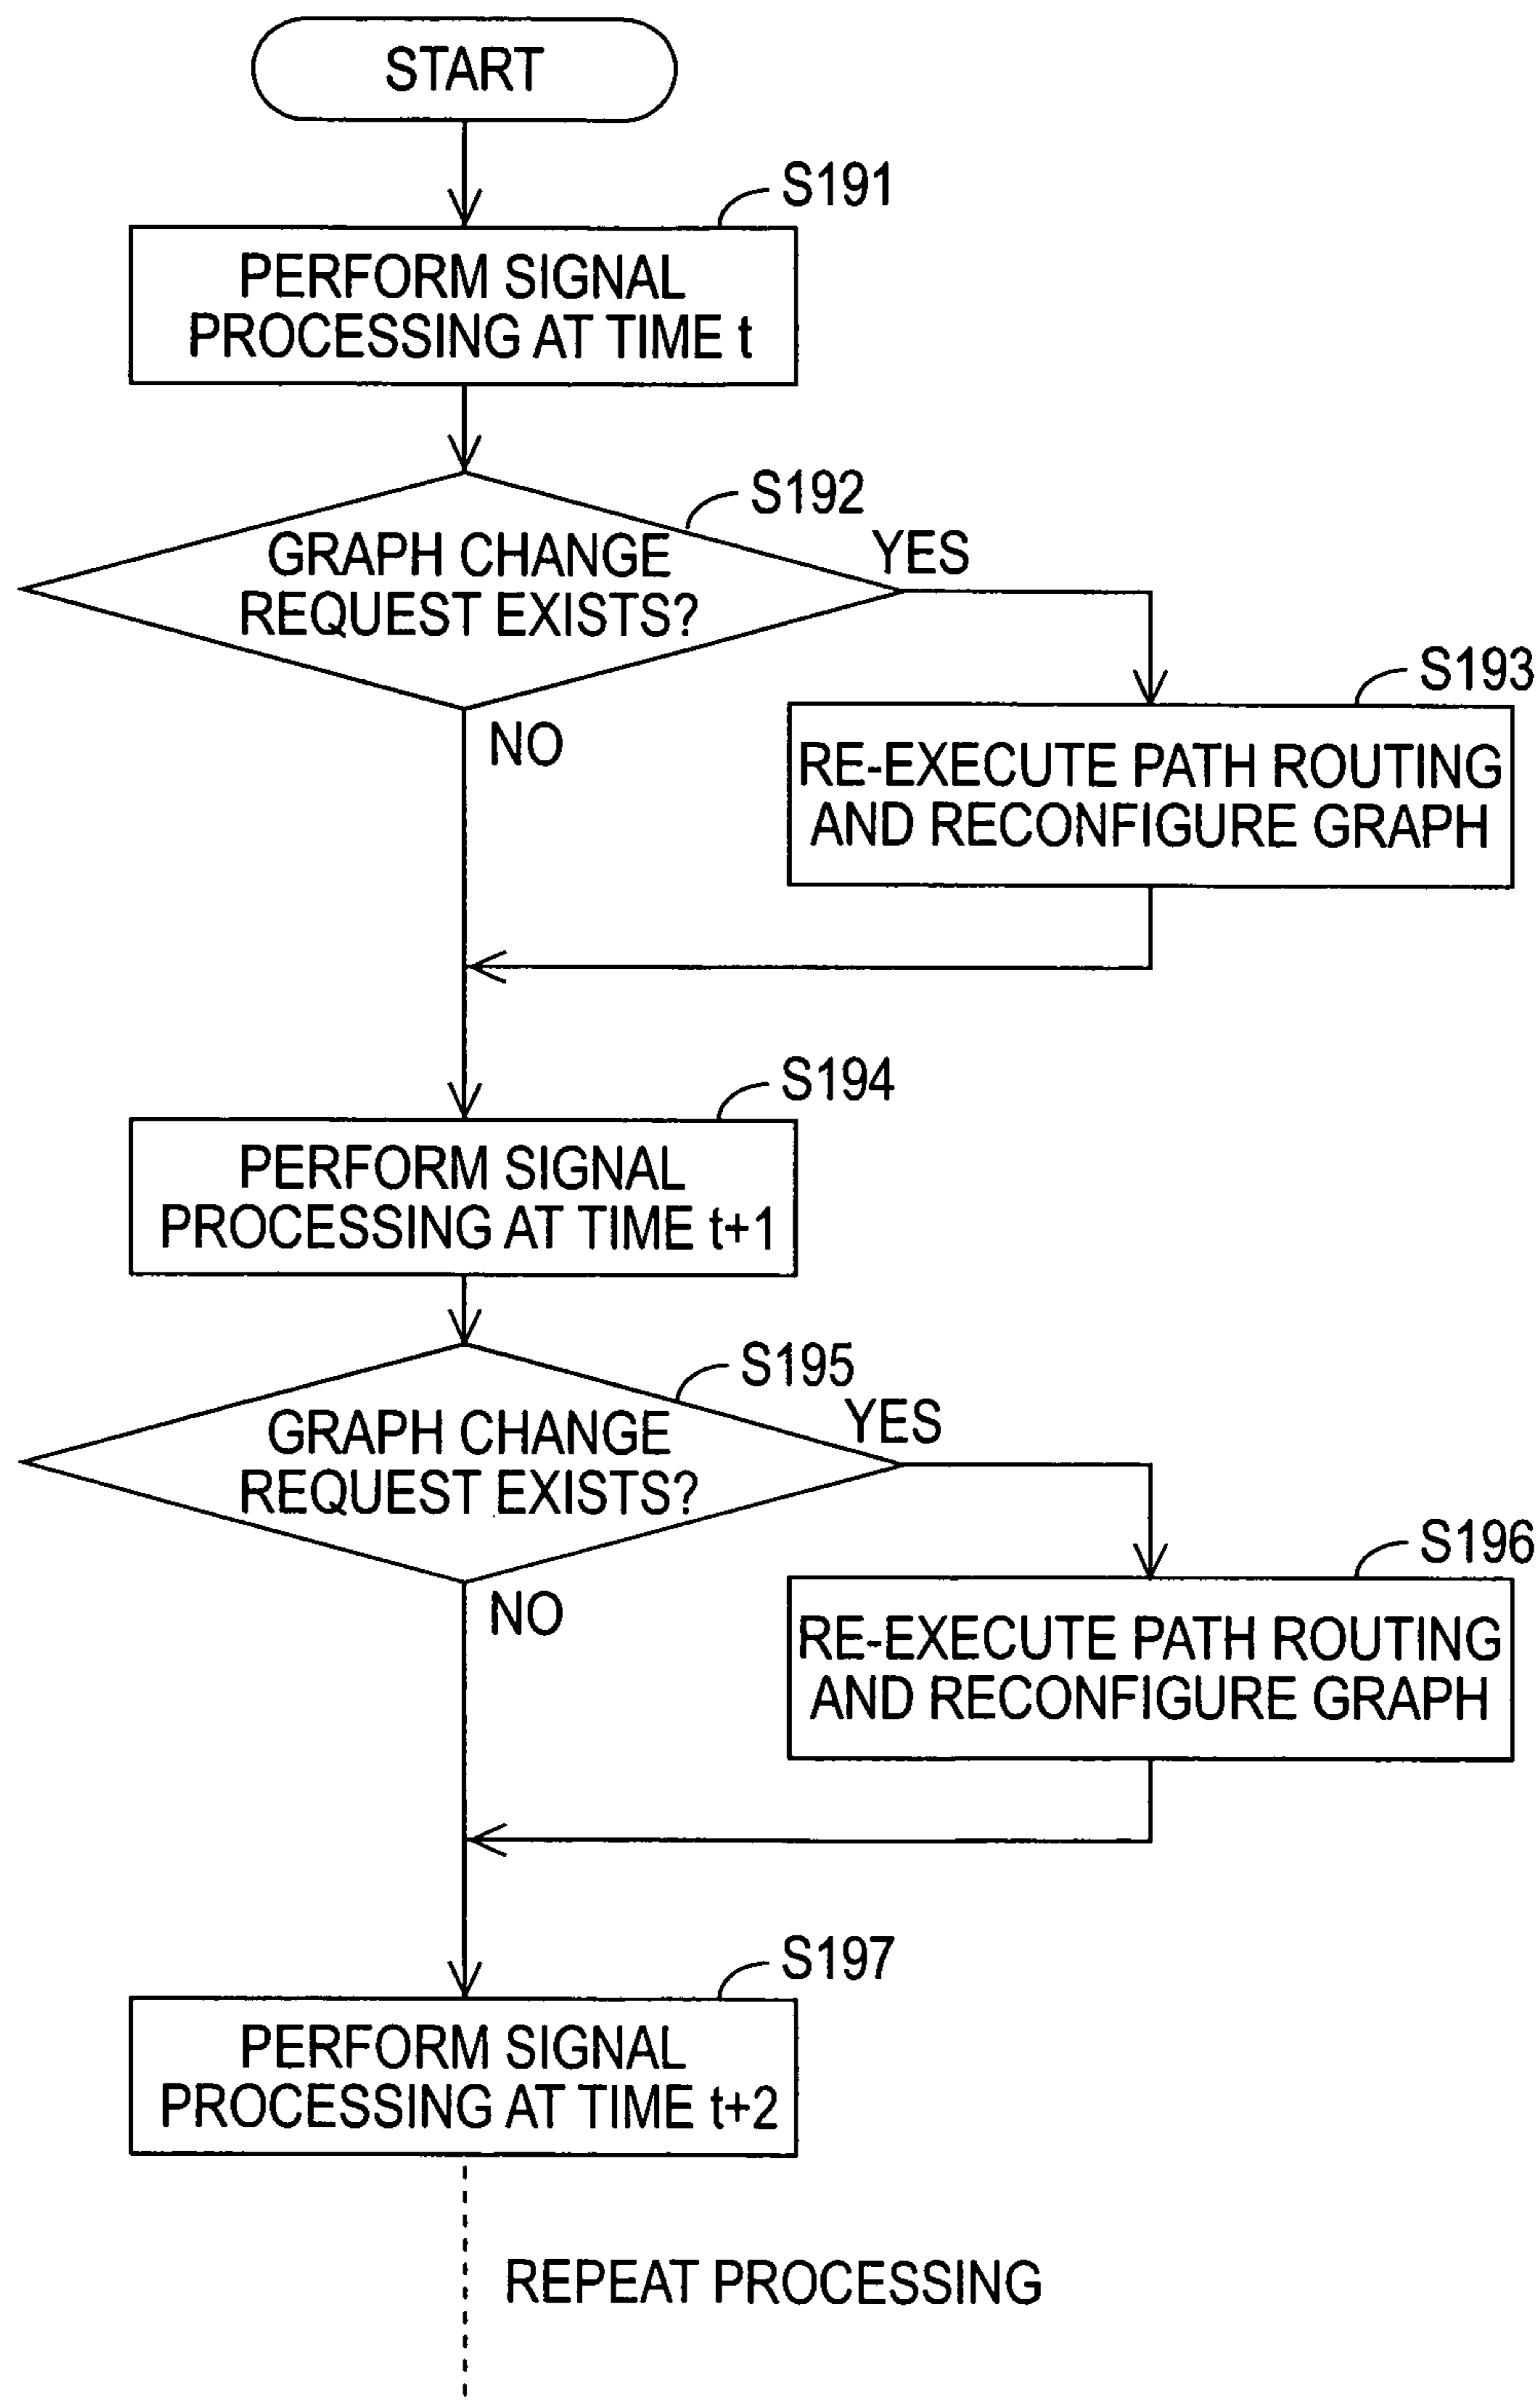 START
S191
PERFORM SIGNAL
PROCESSING AT TIME t
S192
GRAPH CHANGE
REQUEST EXISTS?
YES
NO
S193
RE-EXECUTE PATH ROUTING
AND RECONFIGURE GRAPH
S194
PERFORM SIGNAL
PROCESSING AT TIME t+1
S195
GRAPH CHANGE
REQUEST EXISTS?
YES
NO
S196
RE-EXECUTE PATH ROUTING
AND RECONFIGURE GRAPH
S197
PERFORM SIGNAL
PROCESSING AT TIME t+2
REPEAT PROCESSING